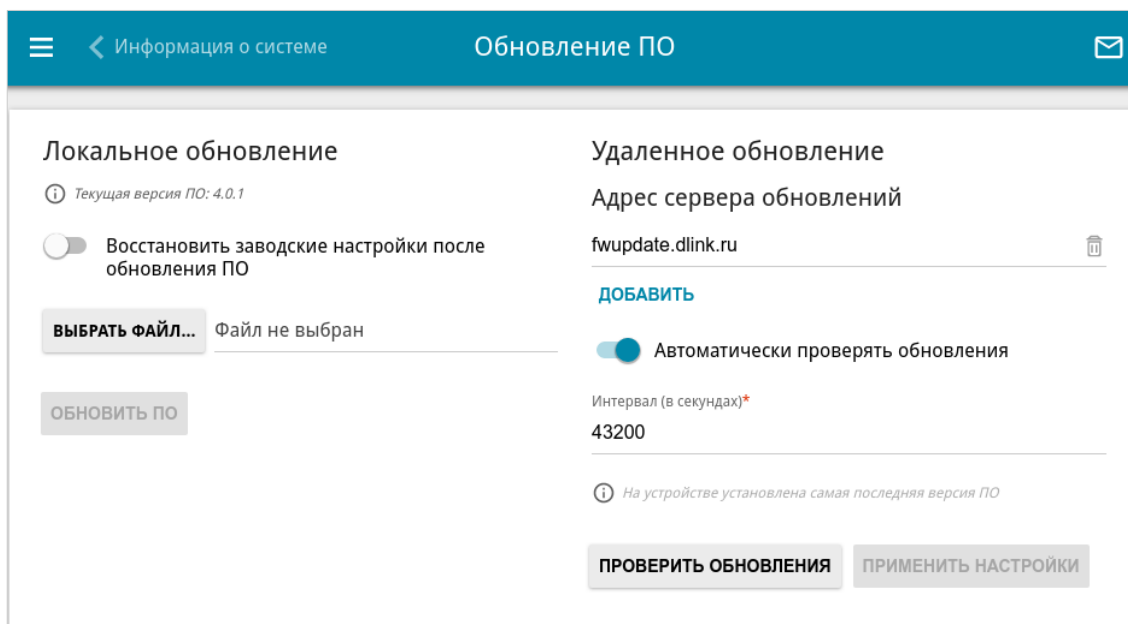 Информация о системе
Обновление ПО
Локальное обновление
Текущая версия ПО: 4.0.1
Восстановить заводские настройки после
обновления ПО
ВЫБРАТЬ ФАЙЛ... Файл не выбран
ОБНОВИТЬ ПО
Удаленное обновление
Адрес сервера обновлений
fwupdate.dlink.ru
ДОБАВИТЬ
Автоматически проверять обновления
Интервал (в секундах)*
43200
На устройстве установлена самая последняя версия ПО
ПРОВЕРИТЬ ОБНОВЛЕНИЯ ПРИМЕНИТЬ НАСТРОЙКИ